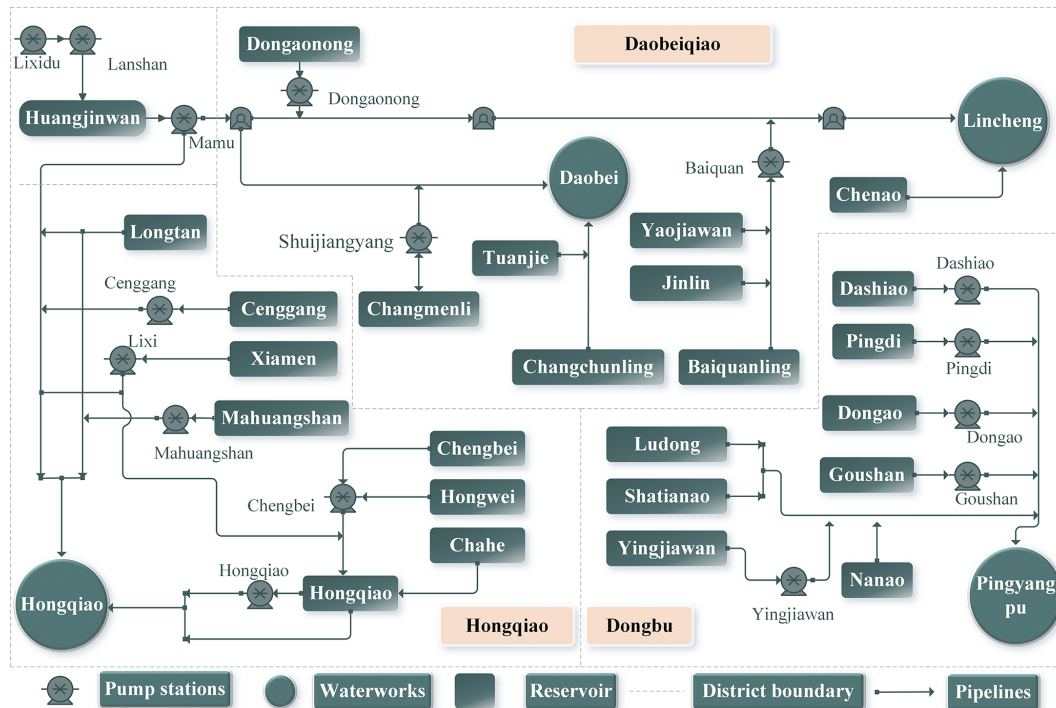 Lixidu
Lanshan
Huangjinwan
Mamu
Dongaonong
Dongaonong
Daobeiqiao
Lincheng
Chenao
Daobei
Baiquan
Shuijiangyang
Changmenli
Tuanjie
Changchunling
Yaojiawan
Jinlin
Baiquanling
Longtan
Cenggang
Cenggang
Lixi
Xiamen
Mahuangshan
Mahuangshan
Chengbei
Chengbei
Hongwei
Chahe
Hongqiao
Hongqiao
Hongqiao
Hongqiao
Dongbu
Ludong
Shatianao
Yingjiawan
Yingjiawan
Nanao
Dashiao
Dashiao
Pingdi
Pingdi
Dongao
Dongao
Goushan
Goushan
Pingyang
pu
Pump stations
Waterworks
Reservoir
District boundary
Pipelines